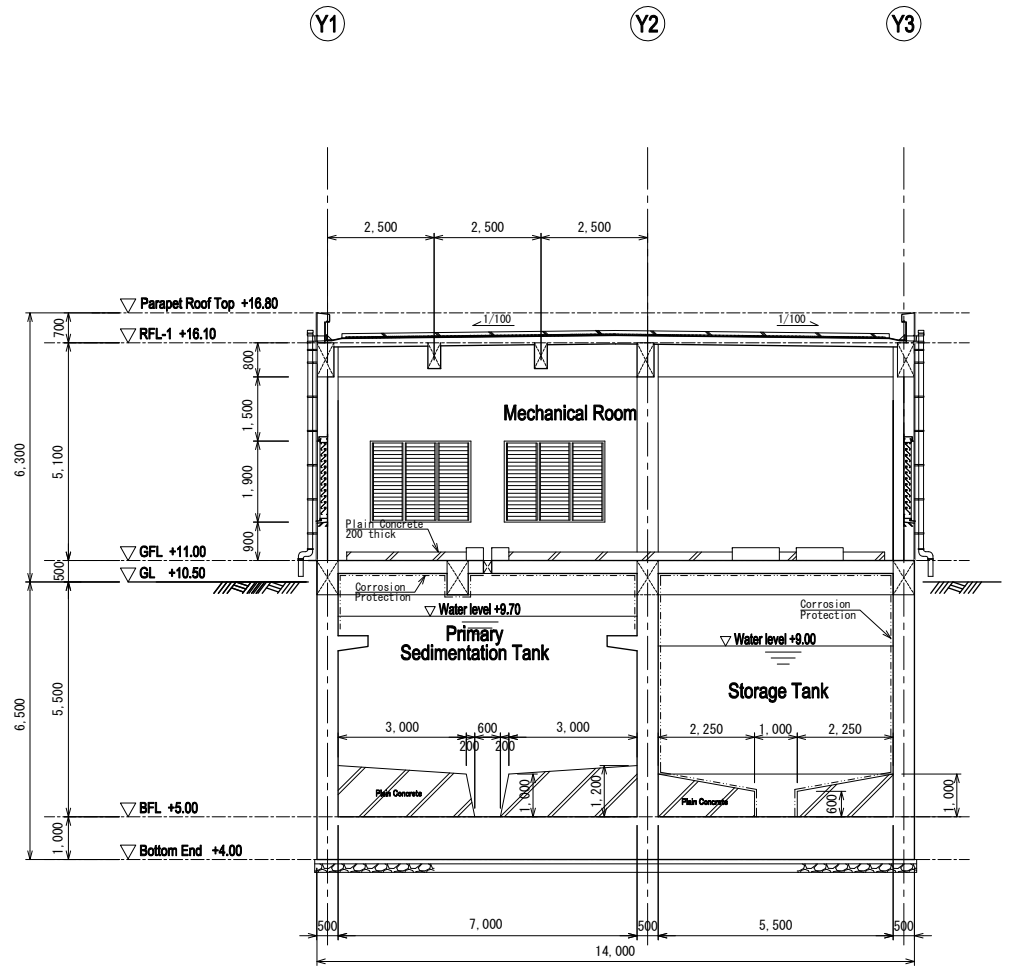 Y1
Y2
Y3
2,500
2,500
2,500
Parapet Roof Top +16.80
1/100
1/100
700
RFL-1 +16.10
800
Mechanical Room
1,500
6,300
5,100
1,900
Plain Concrete
200 thick
900
GFL +11.00
500
GL +10.50
Corrosion
Protection
Water level +9.70
Corrosion
Protection
Primary
Sedimentation Tank
Water level +9.00
Storage Tank
6,500
5,500
3,000
600
3,000
200
200
2,250
1,000
2,250
Plain Concrete
1,000
1,200
Plain Concrete
600
1,000
BFL +5.00
1,000
Bottom End +4.00
500
7,000
500
5,500
500
14,000